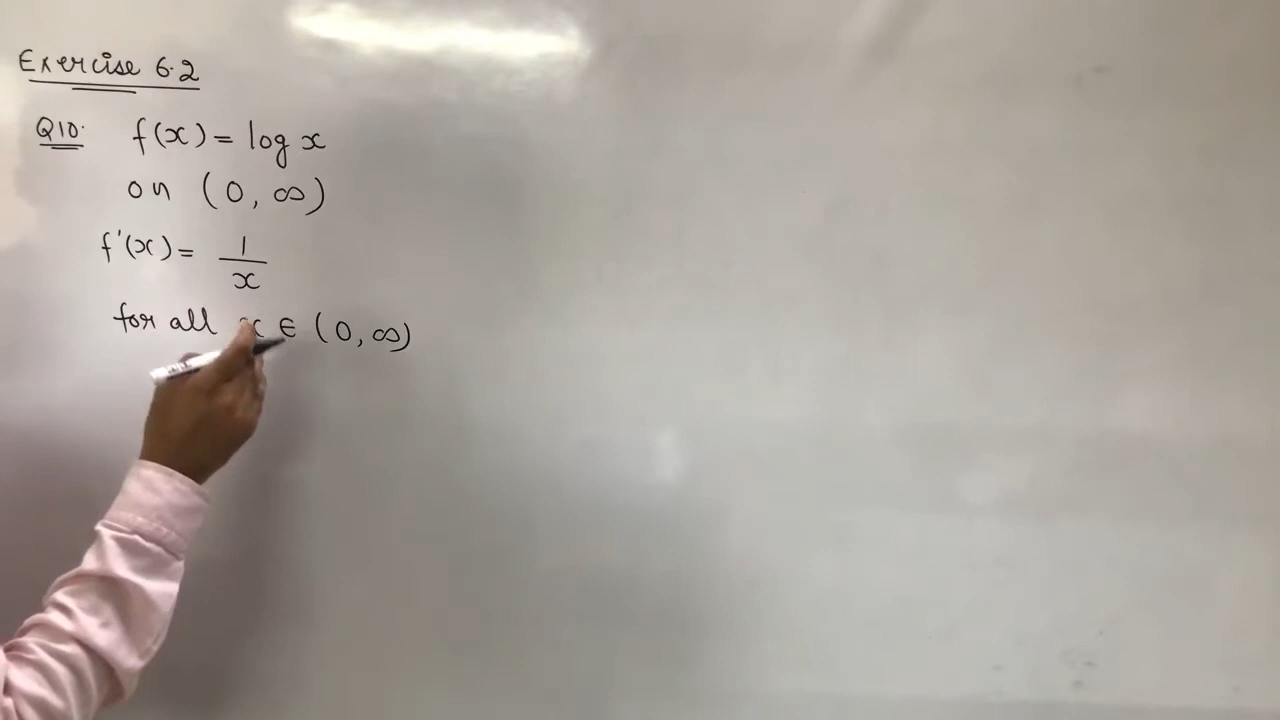 Exercise 6.2
Q10. f(x) = log x
on (0, ∞)
f'(x) = 1/x
for all x ∈ (0, ∞)